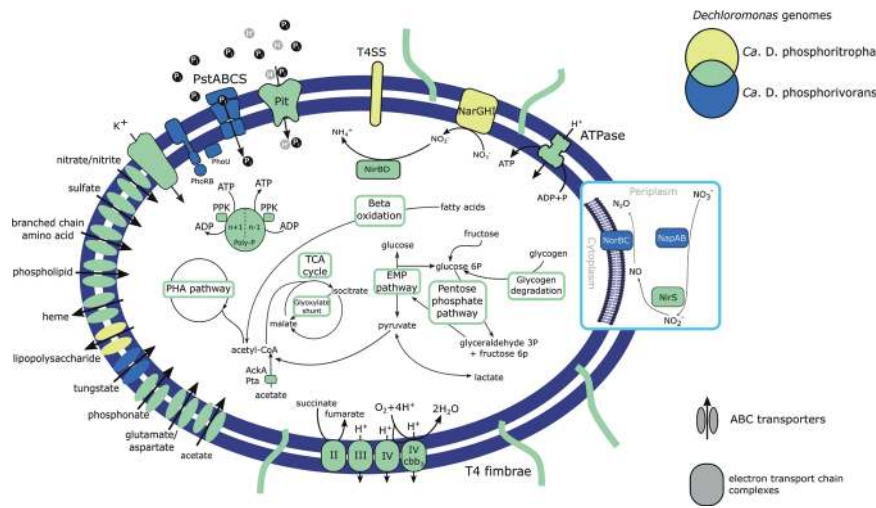 Dechloromonas genomes
Ca. D. phosphoritropha
Ca. D. phosphorivorans
Pi
H+
PstABCS
Pit
T4SS
NarGHI
ATPase
H+
K+
PhoRB
PhoU
Pi
H+
Pi
NH4+
NO2-
NO3-
NirBD
ATP
ADP+P
nitrate/nitrite
sulfate
branched chain
amino acid
phospholipid
heme
lipopolysaccharide
tungstate
phosphonate
glutamate/
aspartate
acetate
ATP
ATP
PPK
PPK
n+1
n-1
ADP
ADP
Poly-P
Beta
oxidation
fatty acids
glucose
fructose
glucose 6P
glycogen
Glycogen
degradation
EMP
pathway
Pentose
phosphate
pathway
TCA
cycle
socitrate
Glyoxylate
shunt
malate
PHA pathway
pyruvate
glyceraldehyde 3P
+ fructose 6p
acetyl-CoA
lactate
AckA
Pta
acetate
succinate
fumarate
O2+4H+
2H2O
H+
H+
H+
II
III
IV
IV
cbb3
T4 fimbrae
Periplasm
Cytoplasm
N2O
NO3-
NorBC
NapAB
NO
NirS
NO2-
ABC transporters
electron transport chain
complexes